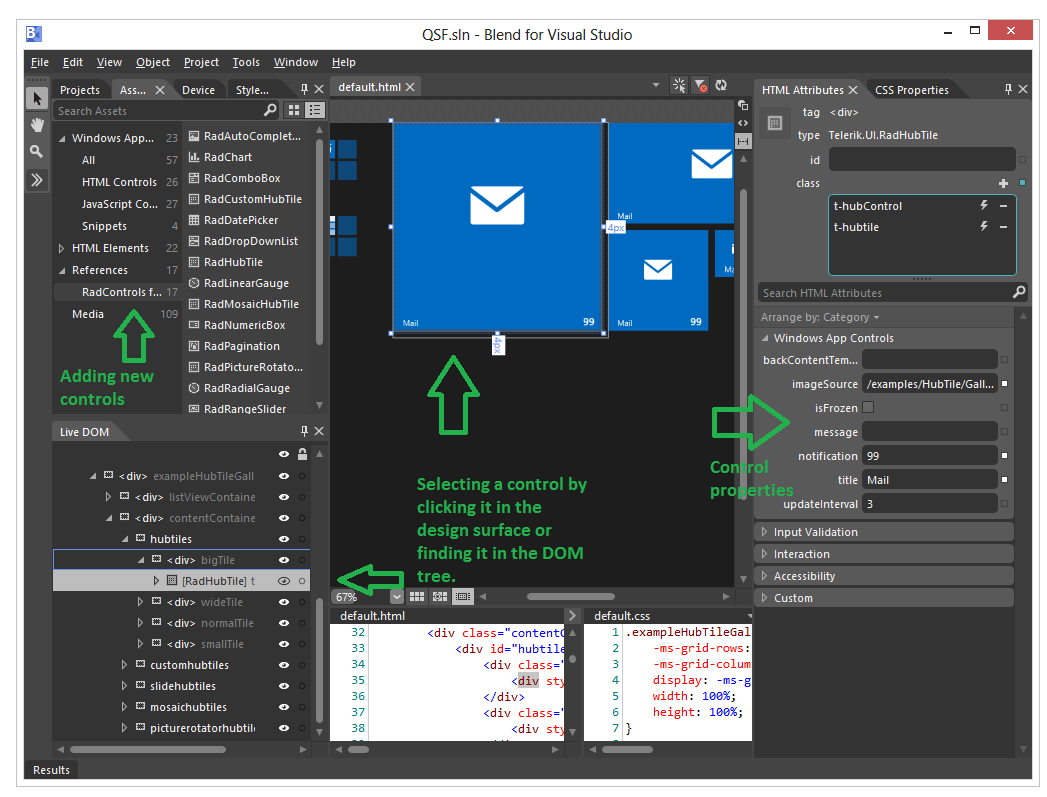 QSF.sln - Blend for Visual Studio
File Edit View Object Project Tools Window Help
Projects Ass... Device Style...
Search Assets
Windows App... 23
All 57
HTML Controls 26
JavaScript Co... 27
Snippets 4
HTML Elements 22
References 17
RadControls f... 17
Media 109
RadAutoComplet...
RadChart
RadComboBox
RadCustomHubTile
RadDatePicker
RadDropDownList
RadHubTile
RadLinearGauge
RadMosaicHubTile
RadNumericBox
RadPagination
RadPictureRotato...
RadRadialGauge
RadRangeSlider
Adding new
controls
Live DOM
<div> exampleHubTileGall
<div> listViewContaine
<div> contentContaine
hubtiles
<div> bigTile
[RadHubTile] t
<div> wideTile
<div> normalTile
<div> smallTile
customhubtiles
slidehubtiles
mosaichubtiles
picturerotatorhubtile
Results
default.html
Mail 99
4px
4px
Mail
Mail 99
Ma
Selecting a control by
clicking it in the
design surface or
finding it in the DOM
tree.
67%
default.html
32 <div class="contentC
33 <div id="hubtile
34 <div class="
35 <div sty
36 </div>
37 <div class="
38 <div sty
default.css
1 .exampleHubTileGal
2 -ms-grid-rows:
3 -ms-grid-colum
4 display: -ms-g
5 width: 100%;
6 height: 100%;
7 }
HTML Attributes CSS Properties
tag <div>
type Telerik.UI.RadHubTile
id
class
t-hubControl
t-hubtile
Search HTML Attributes
Arrange by: Category
Windows App Controls
backContentTem...
imageSource /examples/HubTile/Gall...
isFrozen
message
notification 99
title Mail
updateInterval 3
Control
properties
Input Validation
Interaction
Accessibility
Custom